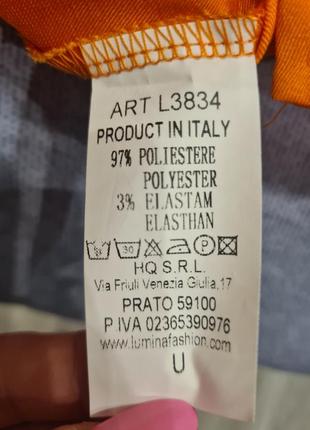 ART L3834
PRODUCT IN ITALY
97% POLIESTERE
POLYESTER
3% ELASTAM
ELASTHAN
30 P
HQ S.R.L.
Via Friuli Venezia Giulia,17
PRATO 59100
P.IVA 02365390976
www.luminafashion.com
U